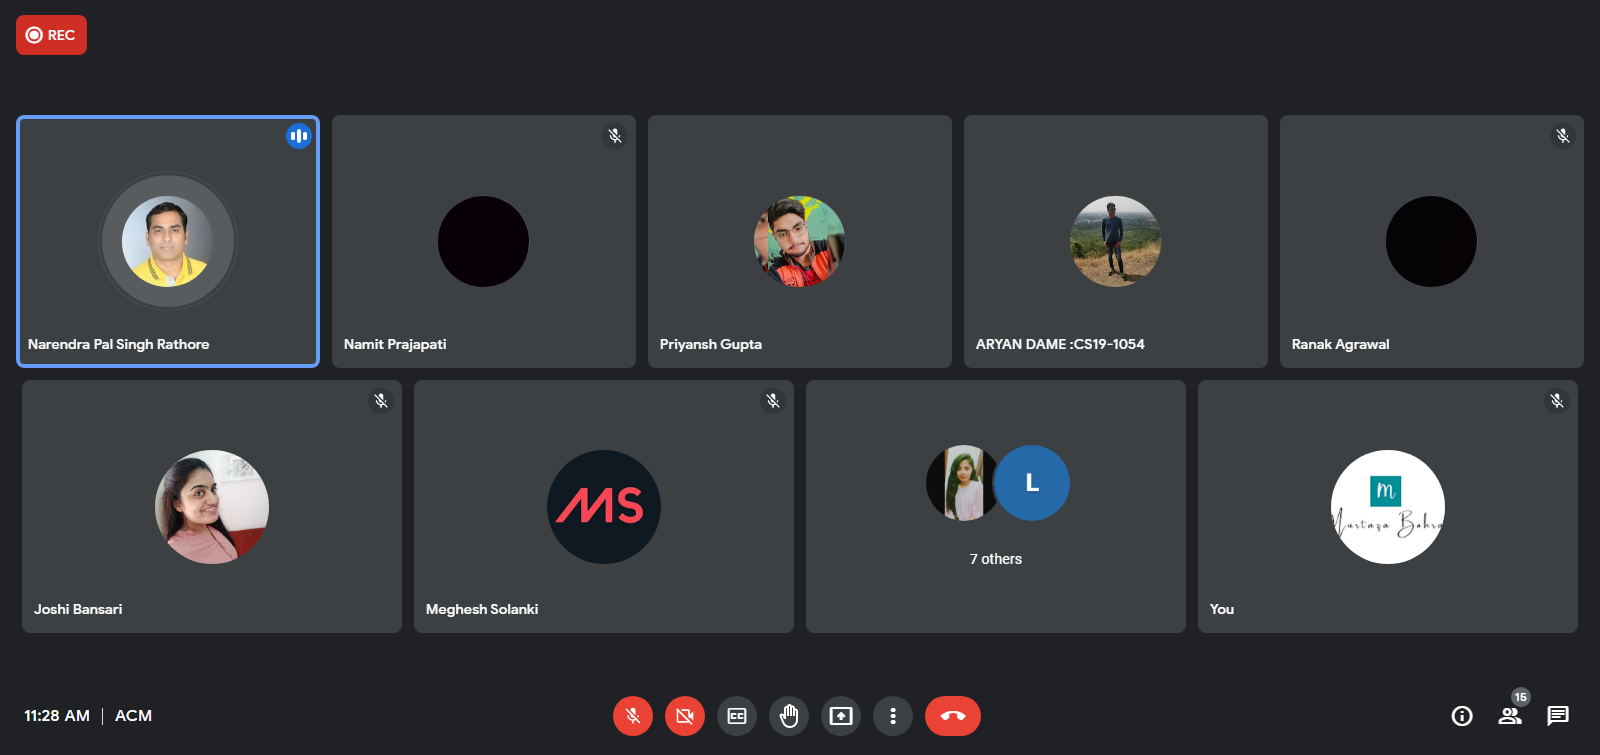 REC
Narendra Pal Singh Rathore
Namit Prajapati
Priyansh Gupta
ARYAN DAME :CS19-1054
Ranak Agrawal
Joshi Bansari
MS
Meghesh Solanki
L
7 others
m
Murtaza Bohra
You
11:28 AM | ACM
CC
15